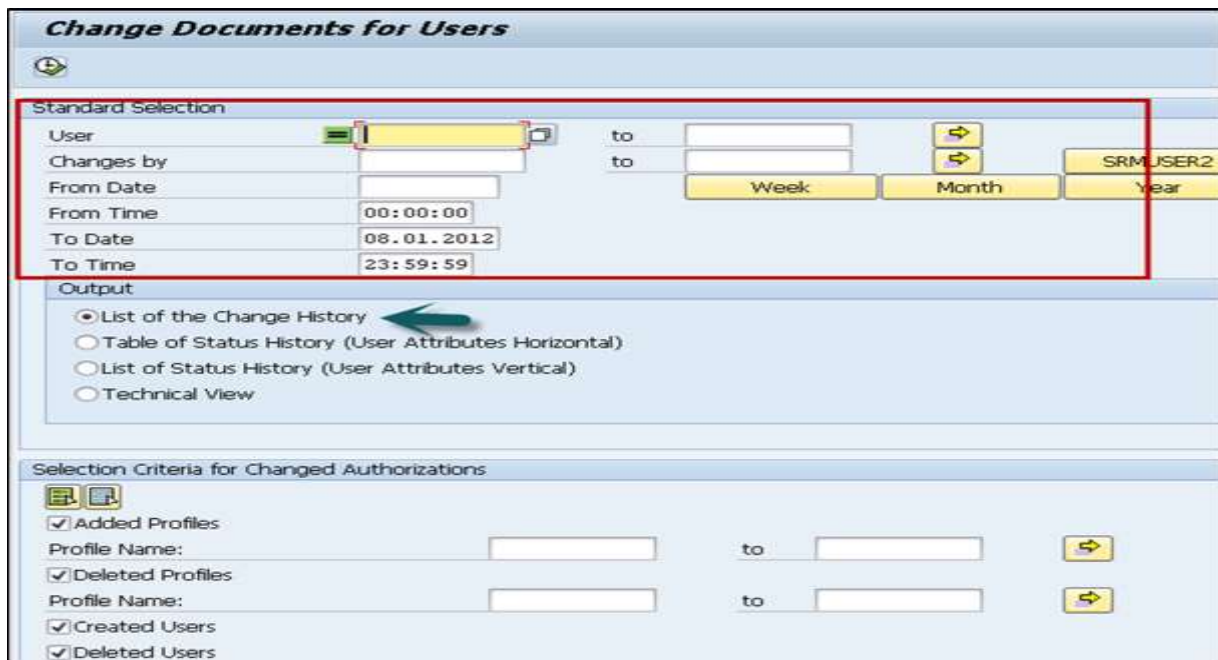 Change Documents for Users
Standard Selection
User to
Changes by to SRMUSER2
From Date Week Month Year
From Time 00:00:00
To Date 08.01.2012
To Time 23:59:59
Output
List of the Change History
Table of Status History (User Attributes Horizontal)
List of Status History (User Attributes Vertical)
Technical View
Selection Criteria for Changed Authorizations
Added Profiles
Profile Name: to
Deleted Profiles
Profile Name: to
Created Users
Deleted Users